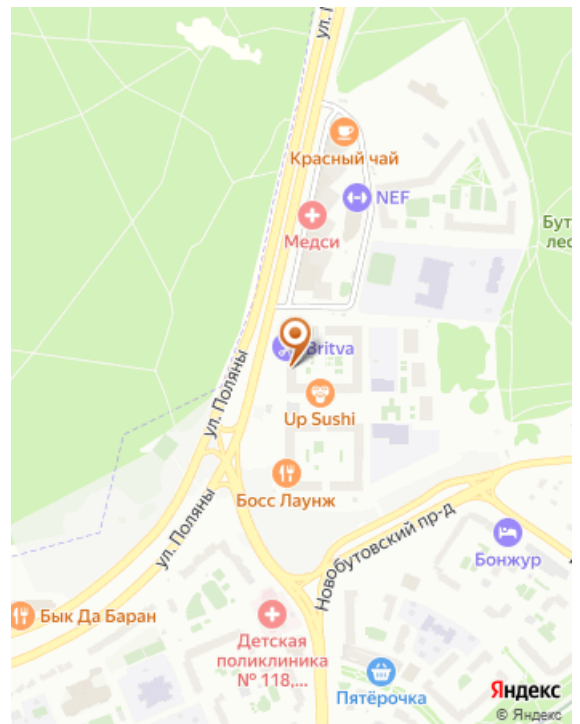 ул. П
Красный чай
NEF
Медси
Бут
лес
Britva
ул. Поляны
Up Sushi
Босс Лаунж
ул. Поляны
Новобутовский пр-д
Бонжур
Бык Да Баран
Детская
поликлиника
№ 118,...
Пятёрочка
Яндекс
© Яндекс